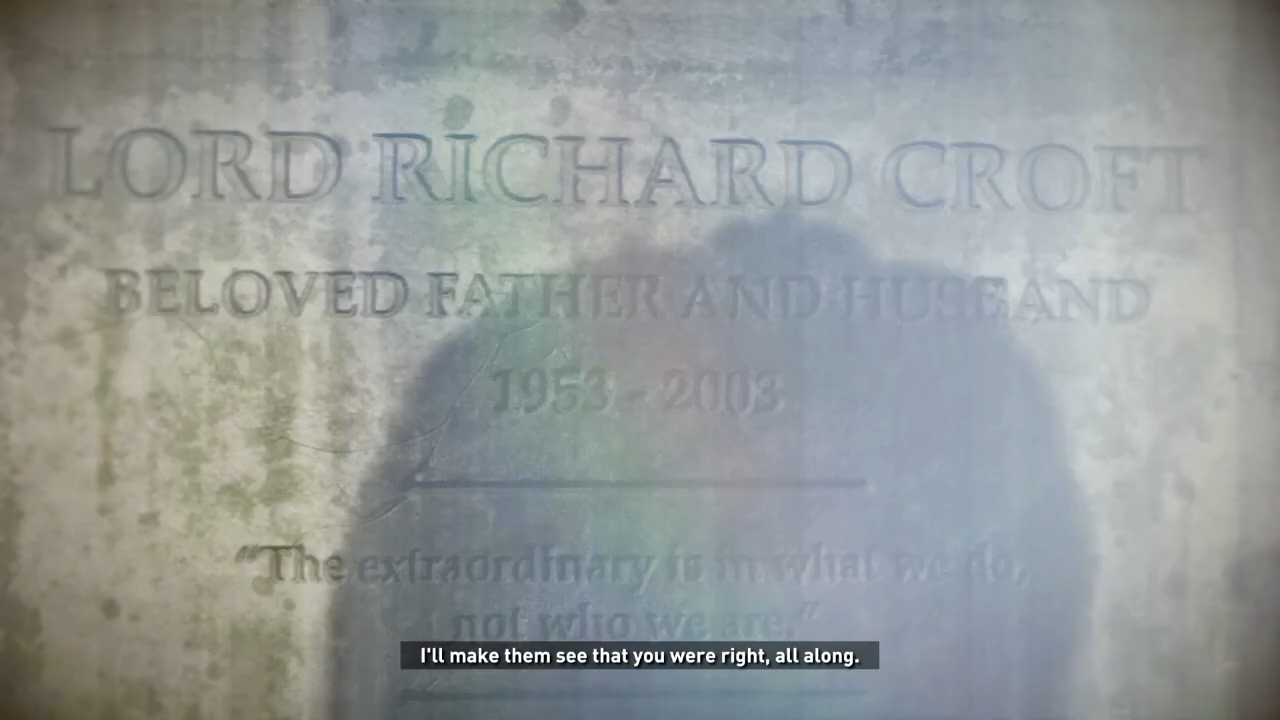 LORD RICHARD CROFT
BELOVED FATHER AND HUSBAND
1953 - 2003
“The extraordinary is in what we do,
not who we are.”
I'll make them see that you were right, all along.